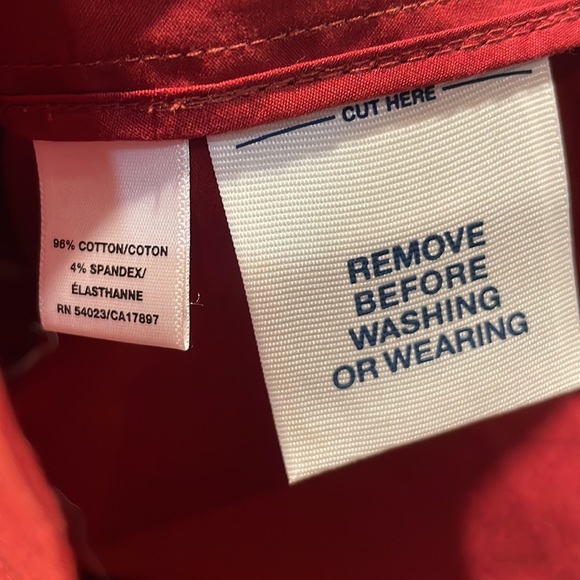 96% COTTON/COTON
4% SPANDEX/
ÉLASTHANNE
RN 54023/CA17897
CUT HERE
REMOVE
BEFORE
WASHING
OR WEARING